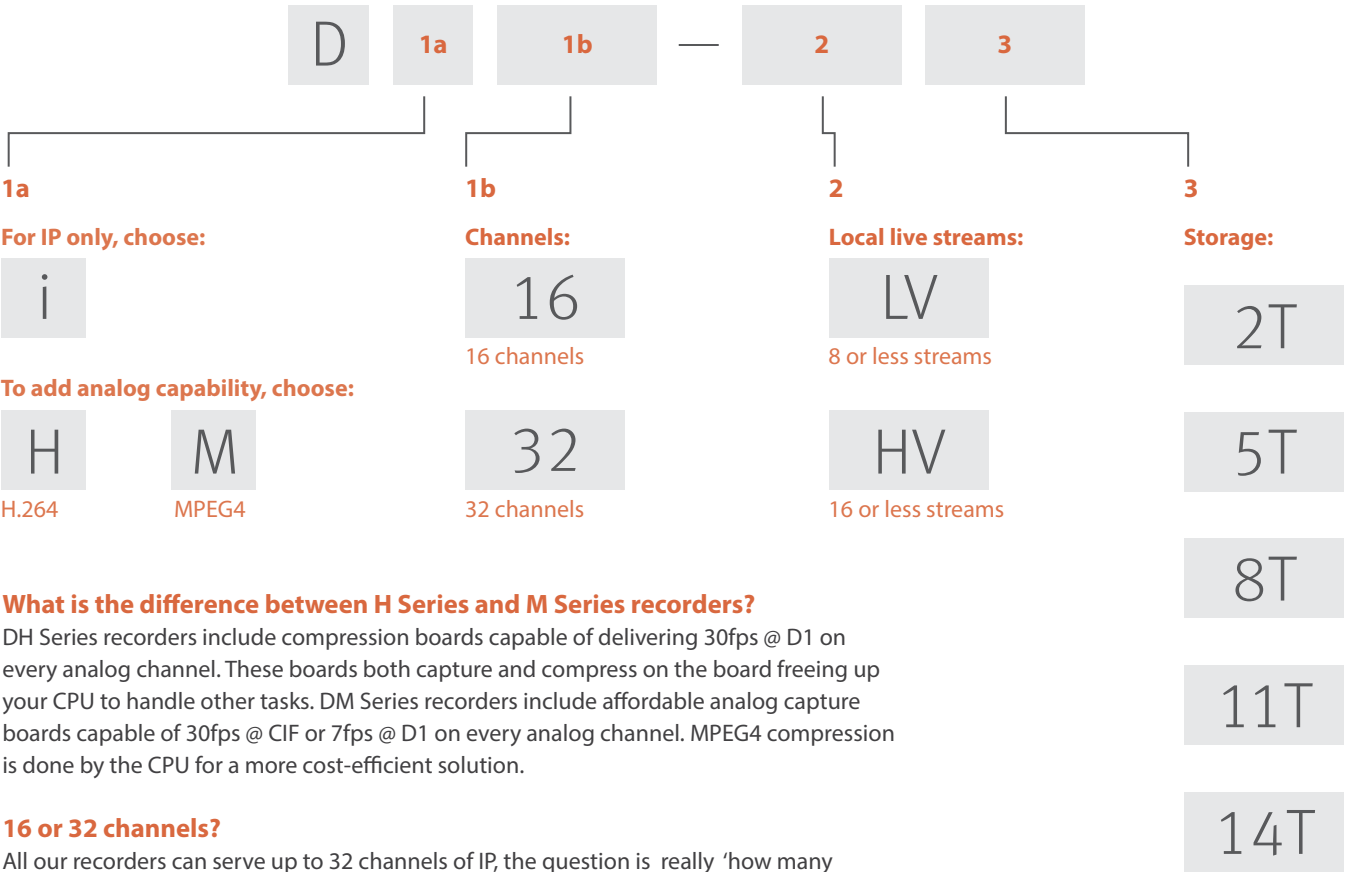 D 1a 1b — 2 3
1a 1b 2 3
For IP only, choose: Channels: Local live streams: Storage:
i 16 LV 2T
16 channels 8 or less streams
To add analog capability, choose:
H M 32 HV 5T
H.264 MPEG4 32 channels 16 or less streams
8T
What is the difference between H Series and M Series recorders?
DH Series recorders include compression boards capable of delivering 30fps @ D1 on
every analog channel. These boards both capture and compress on the board freeing up
your CPU to handle other tasks. DM Series recorders include affordable analog capture
boards capable of 30fps @ CIF or 7fps @ D1 on every analog channel. MPEG4 compression
is done by the CPU for a more cost-efficient solution.
11T
16 or 32 channels?
All our recorders can serve up to 32 channels of IP, the question is really ‘how many
14T